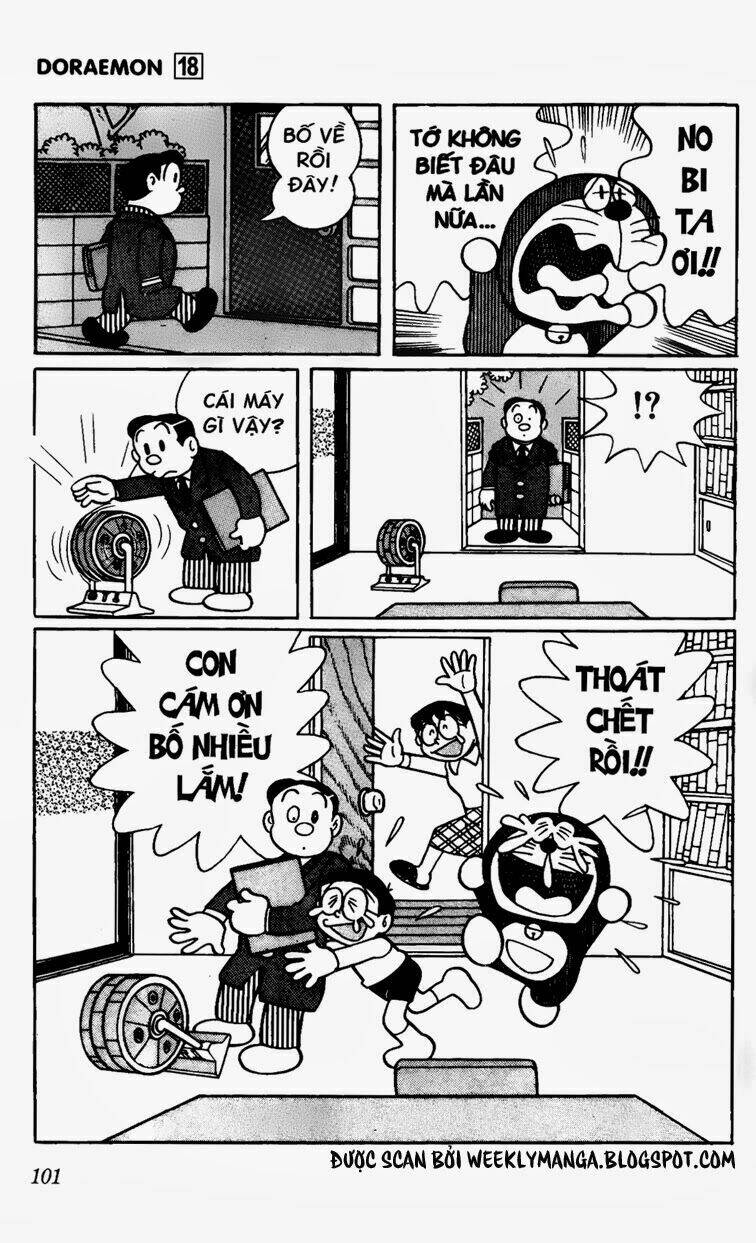 DORAEMON 18
NO
BI
TA
ƠI!!
TỚ KHÔNG
BIẾT ĐÂU
MÀ LẦN
NỮA...
BỐ VỀ
RỒI
ĐÂY!
!?
CÁI MÁY
GÌ VẬY?
THOÁT
CHẾT
RỒI!!
CON
CÁM ƠN
BỐ NHIỀU
LẮM!
101
ĐƯỢC SCAN BỞI WEEKLYMANGA.BLOGSPOT.COM